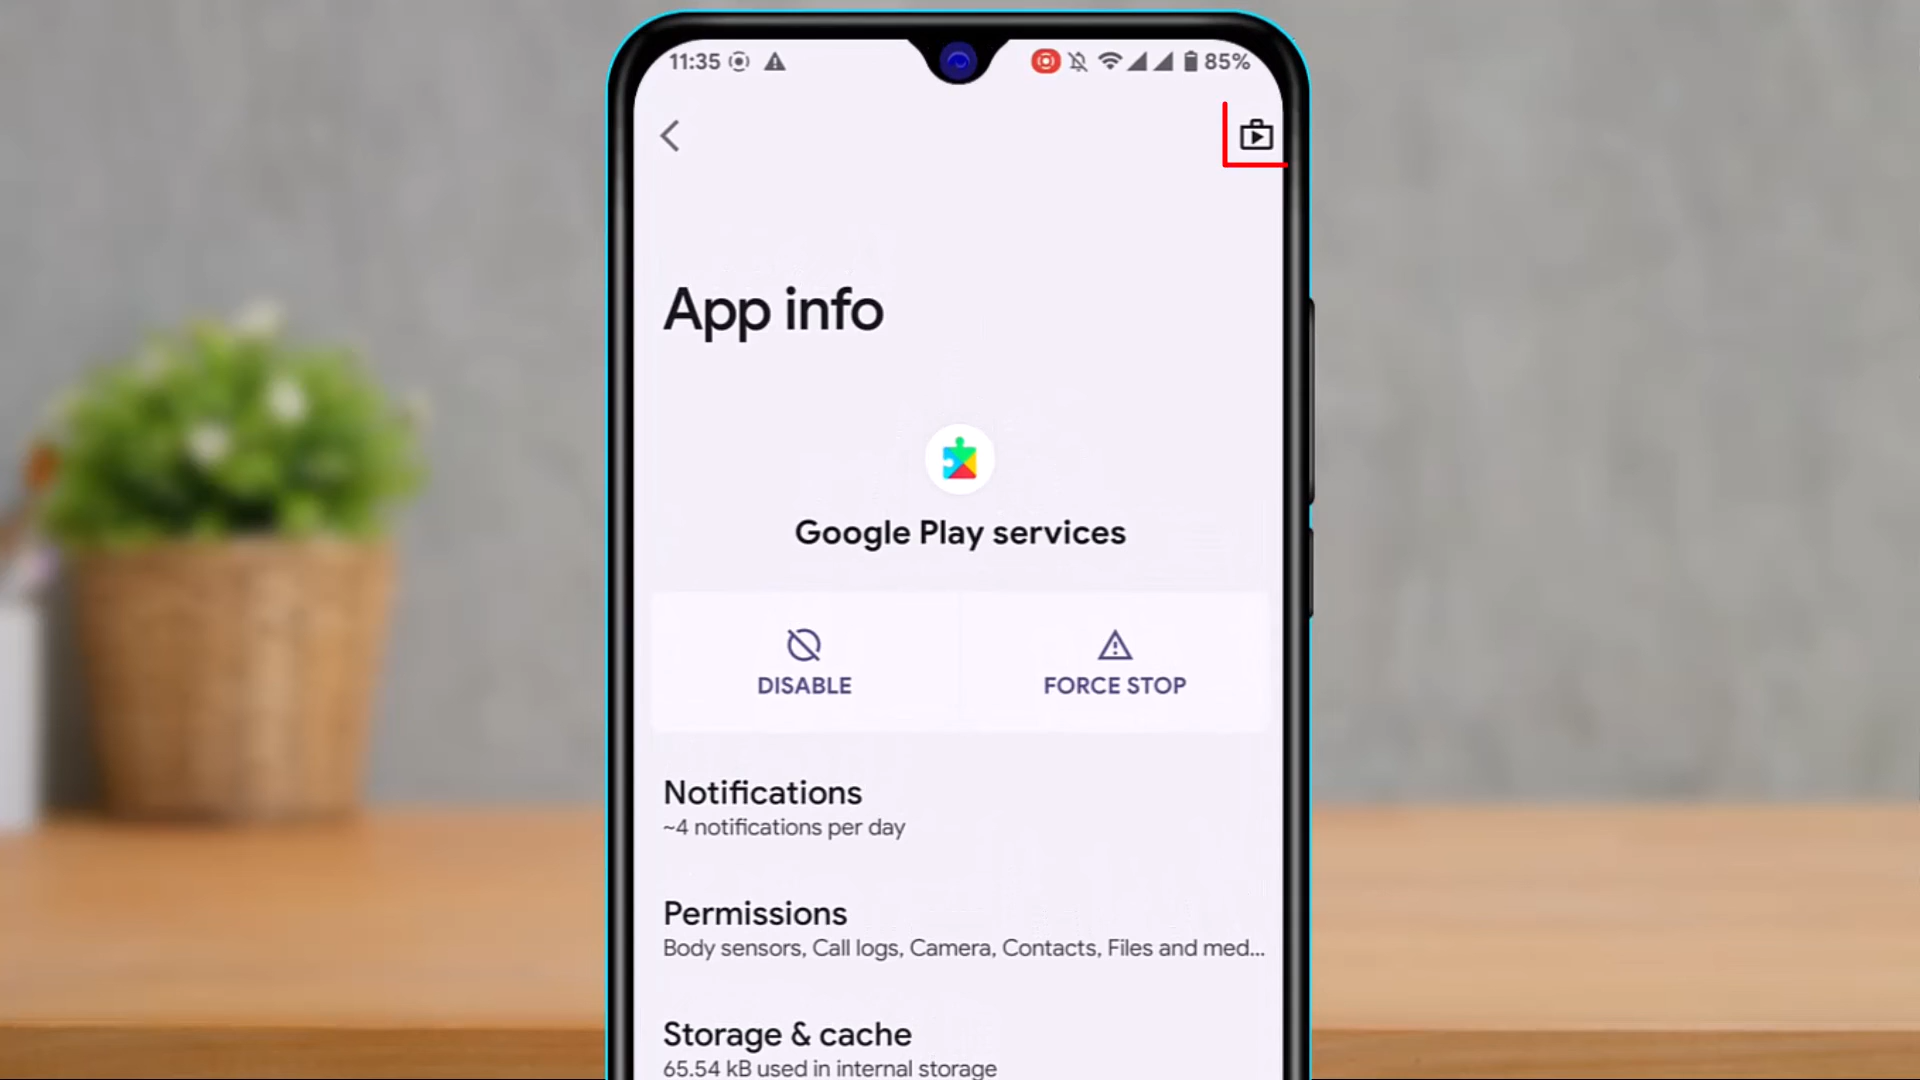 11:35
85%
App info
Google Play services
DISABLE
FORCE STOP
Notifications
~4 notifications per day
Permissions
Body sensors, Call logs, Camera, Contacts, Files and med...
Storage & cache
65.54 kB used in internal storage